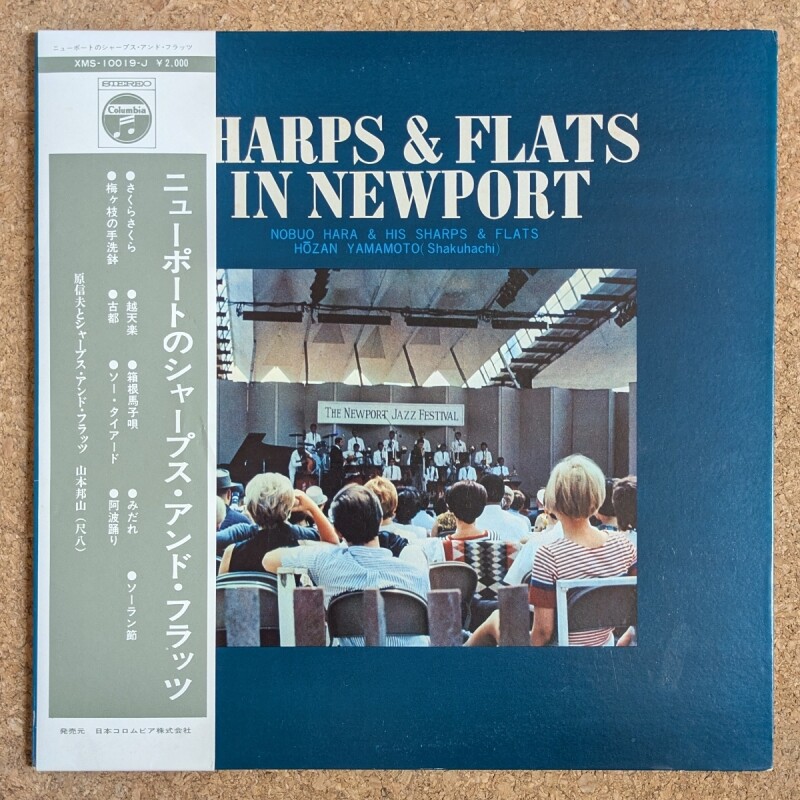 ニューポートのシャープス・アンド・フラッツ
XMS-10019-J ¥2,000
STEREO
Columbia
ニューポートのシャープス・アンド・フラッツ
●さくらさくら ●越天楽 ●箱根馬子唄 ●みだれ ●ソーラン節
●梅ヶ枝の手洗鉢 ●古都 ●ソー・タイアード ●阿波踊り
原信夫とシャープス・アンド・フラッツ 山本邦山(尺八)
発売元 日本コロムビア株式会社
HARPS & FLATS
IN NEWPORT
NOBUO HARA & HIS SHARPS & FLATS
HŌZAN YAMAMOTO(Shakuhachi)
THE NEWPORT JAZZ FESTIVAL